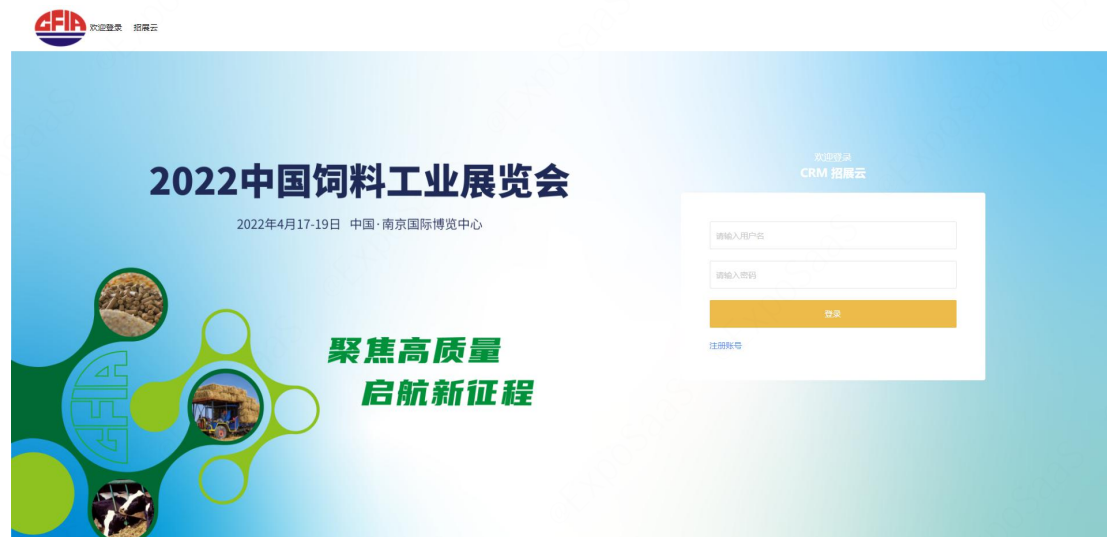 CFIA 欢迎登录 招展云
2022中国饲料工业展览会
2022年4月17-19日 中国·南京国际博览中心
聚焦高质量
启航新征程
CFIA
欢迎登录
CRM 招展云
请输入用户名
请输入密码
登录
注册账号